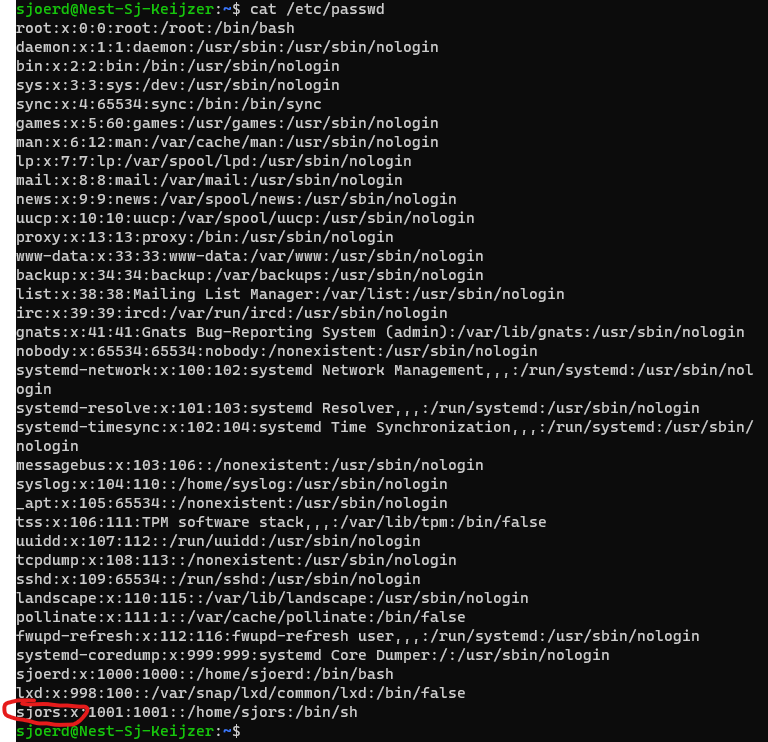 sjoerd@Nest-Sj-Keijzer:~$ cat /etc/passwd
root:x:0:0:root:/root:/bin/bash
daemon:x:1:1:daemon:/usr/sbin:/usr/sbin/nologin
bin:x:2:2:bin:/bin:/usr/sbin/nologin
sys:x:3:3:sys:/dev:/usr/sbin/nologin
sync:x:4:65534:sync:/bin:/bin/sync
games:x:5:60:games:/usr/games:/usr/sbin/nologin
man:x:6:12:man:/var/cache/man:/usr/sbin/nologin
lp:x:7:7:lp:/var/spool/lpd:/usr/sbin/nologin
mail:x:8:8:mail:/var/mail:/usr/sbin/nologin
news:x:9:9:news:/var/spool/news:/usr/sbin/nologin
uucp:x:10:10:uucp:/var/spool/uucp:/usr/sbin/nologin
proxy:x:13:13:proxy:/bin:/usr/sbin/nologin
www-data:x:33:33:www-data:/var/www:/usr/sbin/nologin
backup:x:34:34:backup:/var/backups:/usr/sbin/nologin
list:x:38:38:Mailing List Manager:/var/list:/usr/sbin/nologin
irc:x:39:39:ircd:/var/run/ircd:/usr/sbin/nologin
gnats:x:41:41:Gnats Bug-Reporting System (admin):/var/lib/gnats:/usr/sbin/nologin
nobody:x:65534:65534:nobody:/nonexistent:/usr/sbin/nologin
systemd-network:x:100:102:systemd Network Management,,,:/run/systemd:/usr/sbin/nol
ogin
systemd-resolve:x:101:103:systemd Resolver,,,:/run/systemd:/usr/sbin/nologin
systemd-timesync:x:102:104:systemd Time Synchronization,,,:/run/systemd:/usr/sbin/
nologin
messagebus:x:103:106::/nonexistent:/usr/sbin/nologin
syslog:x:104:110::/home/syslog:/usr/sbin/nologin
_apt:x:105:65534::/nonexistent:/usr/sbin/nologin
tss:x:106:111:TPM software stack,,,:/var/lib/tpm:/bin/false
uuidd:x:107:112::/run/uuidd:/usr/sbin/nologin
tcpdump:x:108:113::/nonexistent:/usr/sbin/nologin
sshd:x:109:65534::/run/sshd:/usr/sbin/nologin
landscape:x:110:115::/var/lib/landscape:/usr/sbin/nologin
pollinate:x:111:1::/var/cache/pollinate:/bin/false
fwupd-refresh:x:112:116:fwupd-refresh user,,,:/run/systemd:/usr/sbin/nologin
systemd-coredump:x:999:999:systemd Core Dumper:/:/usr/sbin/nologin
sjoerd:x:1000:1000::/home/sjoerd:/bin/bash
lxd:x:998:100::/var/snap/lxd/common/lxd:/bin/false
sjors:x:1001:1001::/home/sjors:/bin/sh
sjoerd@Nest-Sj-Keijzer:~$